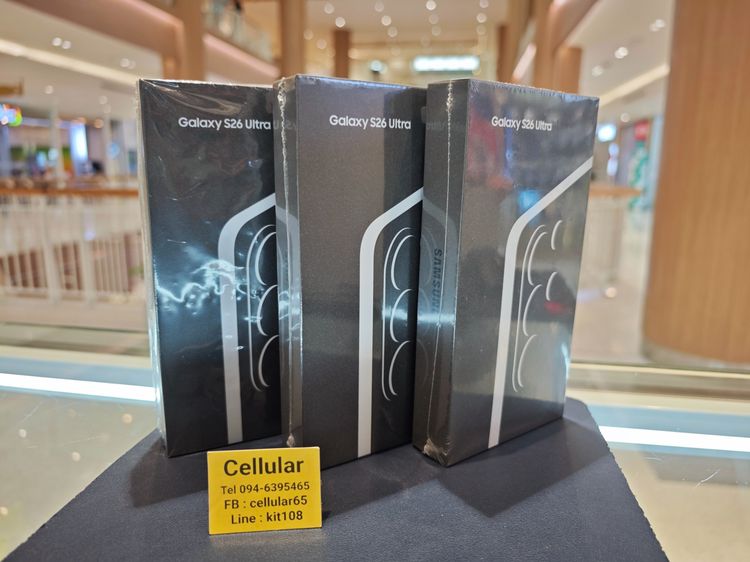 Galaxy S26 Ultra
Galaxy S26 Ultra
Galaxy S26 Ultra
SAMSUNG
Cellular
Tel 094-6395465
FB : cellular65
Line : kit108